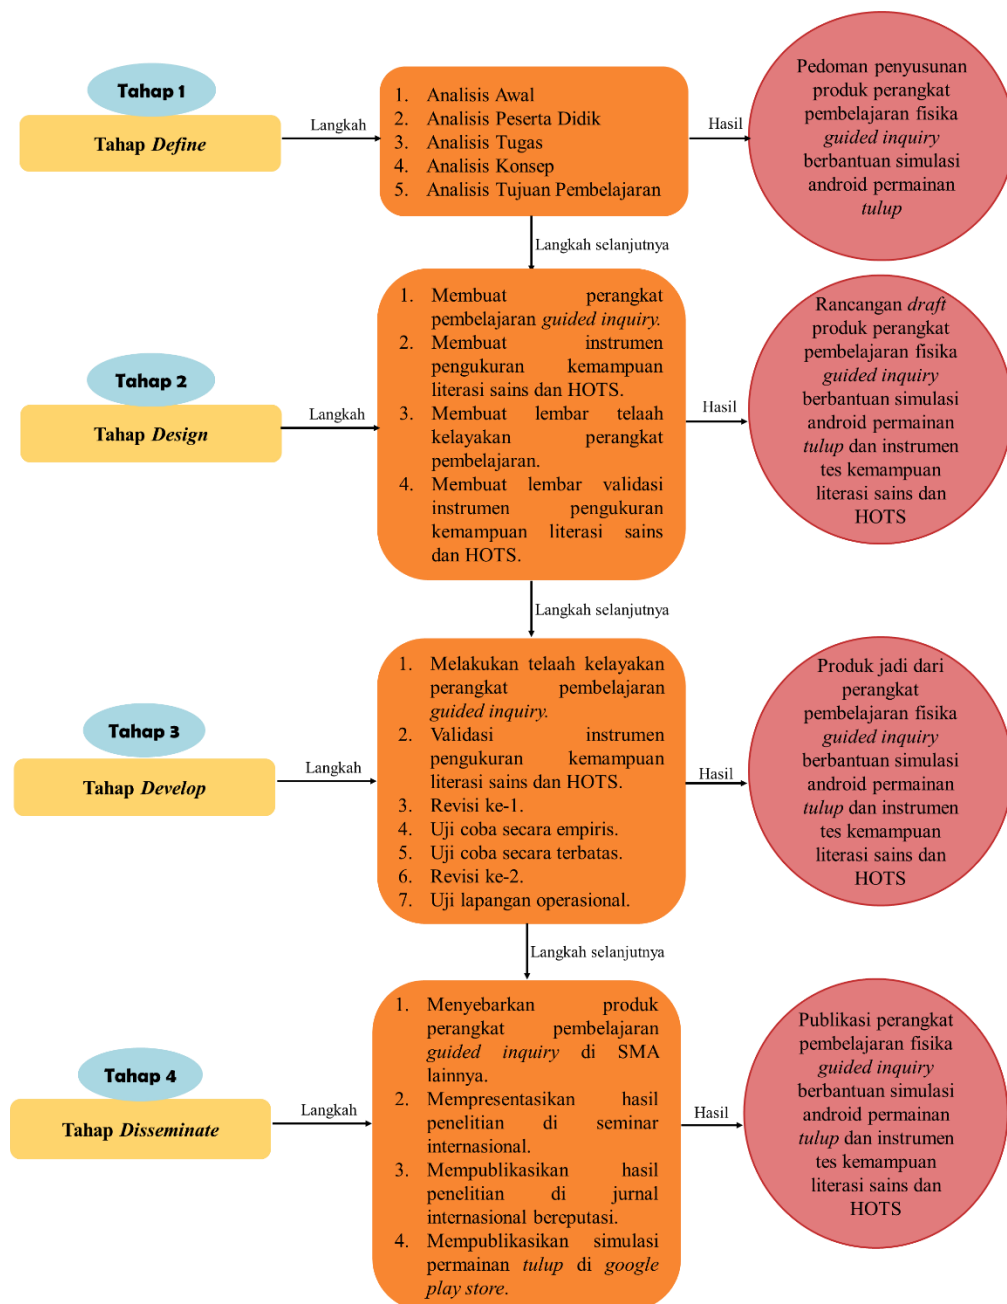 Tahap 1
Tahap Define
Langkah
1. Analisis Awal
2. Analisis Peserta Didik
3. Analisis Tugas
4. Analisis Konsep
5. Analisis Tujuan Pembelajaran
Hasil
Pedoman penyusunan
produk perangkat
pembelajaran fisika
guided inquiry
berbantuan simulasi
android permainan
tulup
Langkah selanjutnya
Tahap 2
Tahap Design
Langkah
1. Membuat perangkat
pembelajaran guided inquiry.
2. Membuat instrumen
pengukuran kemampuan
literasi sains dan HOTS.
3. Membuat lembar telaah
kelayakan perangkat
pembelajaran.
4. Membuat lembar validasi
instrumen pengukuran
kemampuan literasi sains
dan HOTS.
Hasil
Rancangan draft
produk perangkat
pembelajaran fisika
guided inquiry
berbantuan simulasi
android permainan
tulup dan instrumen
tes kemampuan
literasi sains dan
HOTS
Langkah selanjutnya
Tahap 3
Tahap Develop
Langkah
1. Melakukan telaah kelayakan
perangkat pembelajaran
guided inquiry.
2. Validasi instrumen
pengukuran kemampuan
literasi sains dan HOTS.
3. Revisi ke-1.
4. Uji coba secara empiris.
5. Uji coba secara terbatas.
6. Revisi ke-2.
7. Uji lapangan operasional.
Hasil
Produk jadi dari
perangkat
pembelajaran fisika
guided inquiry
berbantuan simulasi
android permainan
tulup dan instrumen
tes kemampuan
literasi sains dan
HOTS
Langkah selanjutnya
Tahap 4
Tahap Disseminate
Langkah
1. Menyebarkan produk
perangkat pembelajaran
guided inquiry di SMA
lainnya.
2. Mempresentasikan hasil
penelitian di seminar
internasional.
3. Mempublikasikan hasil
penelitian di jurnal
internasional bereputasi.
4. Mempublikasikan simulasi
permainan tulup di google
play store.
Hasil
Publikasi perangkat
pembelajaran fisika
guided inquiry
berbantuan simulasi
android permainan
tulup dan instrumen
tes kemampuan
literasi sains dan
HOTS